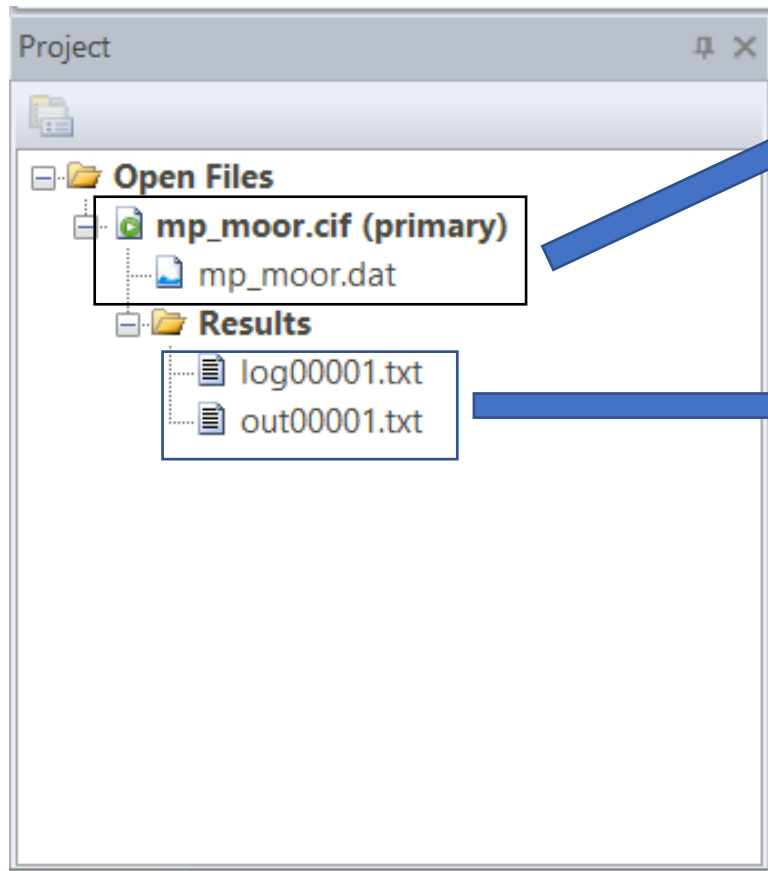 Project
Open Files
mp_moor.cif (primary)
mp_moor.dat
Results
log00001.txt
out00001.txt